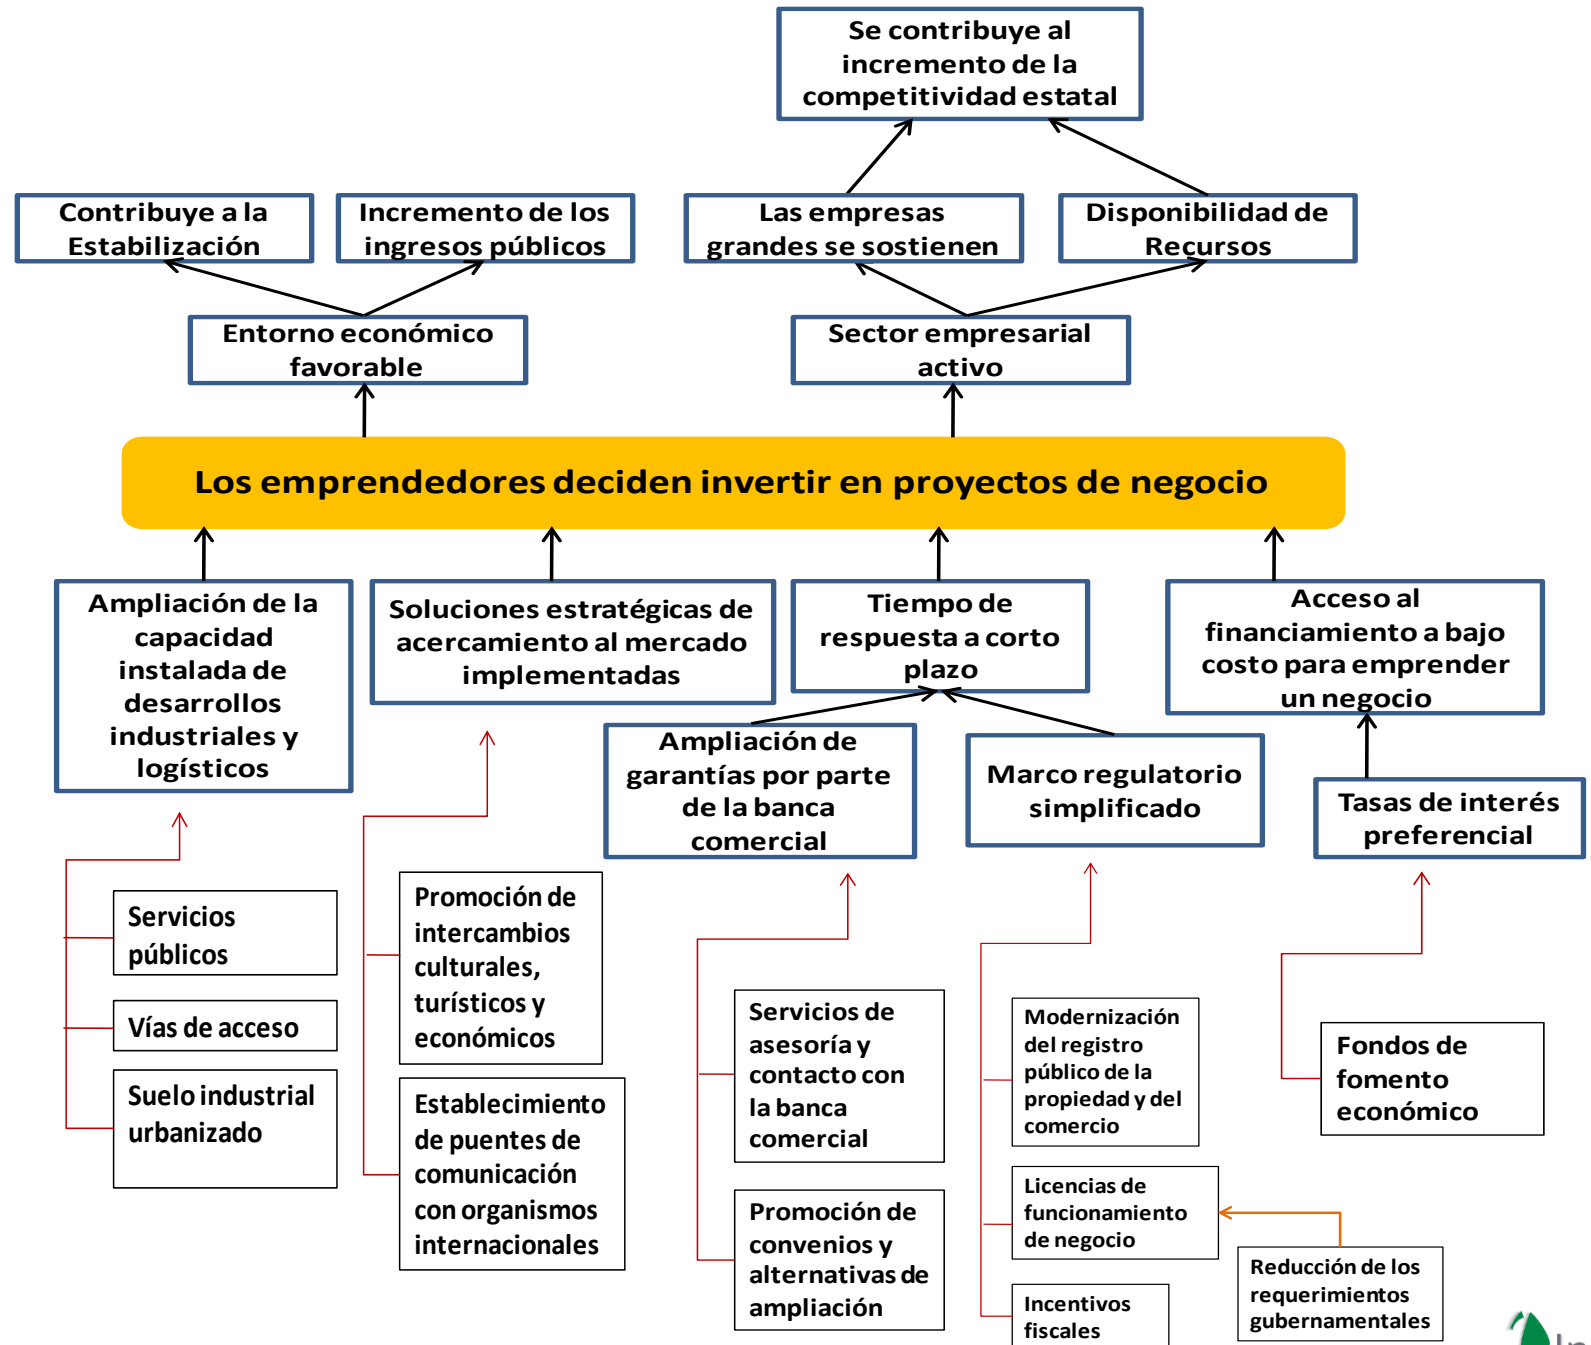 Se contribuye al
incremento de la
competitividad estatal
Contribuye a la
Estabilización
Incremento de los
ingresos públicos
Las empresas
grandes se sostienen
Disponibilidad de
Recursos
Entorno económico
favorable
Sector empresarial
activo
Los emprendedores deciden invertir en proyectos de negocio
Ampliación de la
capacidad
instalada de
desarrollos
industriales y
logísticos
Soluciones estratégicas de
acercamiento al mercado
implementadas
Tiempo de
respuesta a corto
plazo
Acceso al
financiamiento a bajo
costo para emprender
un negocio
Ampliación de
garantías por parte
de la banca
comercial
Marco regulatorio
simplificado
Tasas de interés
preferencial
Servicios
públicos
Vías de acceso
Suelo industrial
urbanizado
Promoción de
intercambios
culturales,
turísticos y
económicos
Establecimiento
de puentes de
comunicación
con organismos
internacionales
Servicios de
asesoría y
contacto con
la banca
comercial
Promoción de
convenios y
alternativas de
ampliación
Modernización
del registro
público de la
propiedad y del
comercio
Licencias de
funcionamiento
de negocio
Incentivos
fiscales
Reducción de los
requerimientos
gubernamentales
Fondos de
fomento
económico